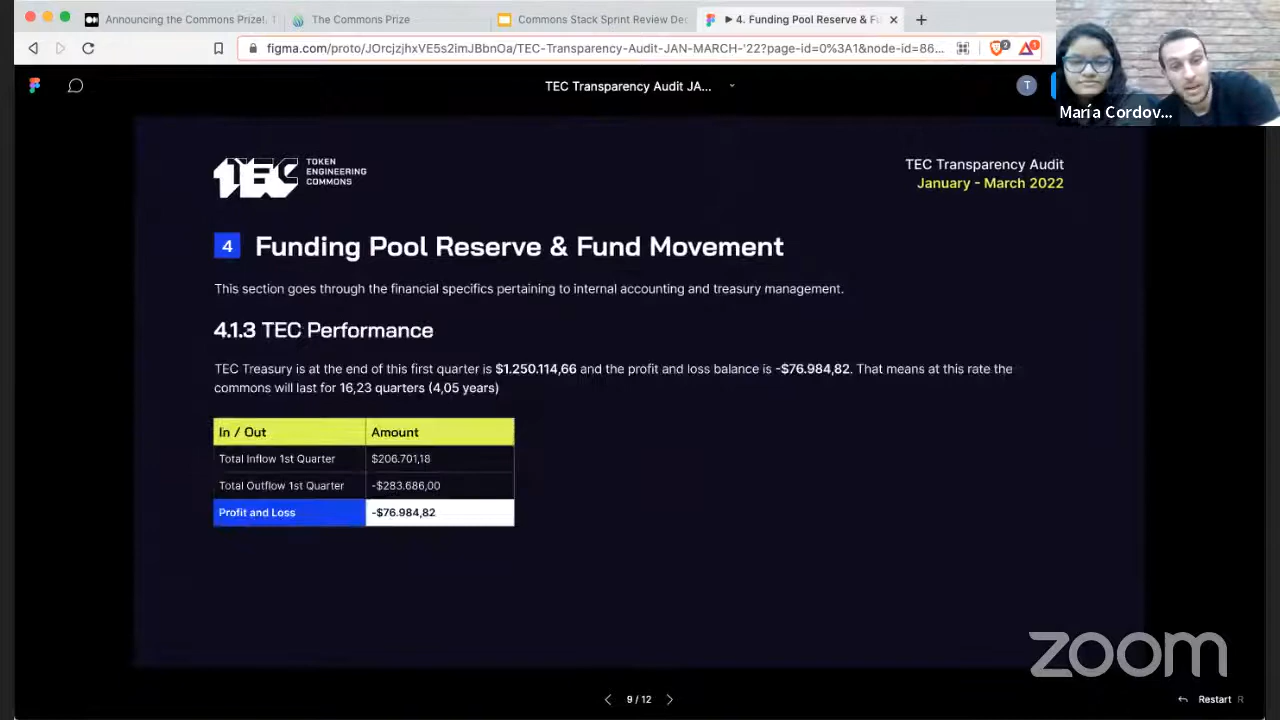 Announcing the Commons Prize!.
The Commons Prize
Commons Stack Sprint Review Dec
4. Funding Pool Reserve & Fu
figma.com/proto/JOrcjzjhxVE5s2imJBbnOa/TEC-Transparency-Audit-JAN-MARCH-'22?page-id=0%3A1&node-id=86...
2
1
TEC Transparency Audit JA...
T
María Cordov...
TEC
TOKEN
ENGINEERING
COMMONS
TEC Transparency Audit
January - March 2022
4 Funding Pool Reserve & Fund Movement
This section goes through the financial specifics pertaining to internal accounting and treasury management.
4.1.3 TEC Performance
TEC Treasury is at the end of this first quarter is $1.250.114,66 and the profit and loss balance is -$76.984,82. That means at this rate the
commons will last for 16,23 quarters (4,05 years)
In / Out Amount
Total Inflow 1st Quarter $206.701,18
Total Outflow 1st Quarter -$283.686,00
Profit and Loss -$76.984,82
zoom
9 / 12
Restart R